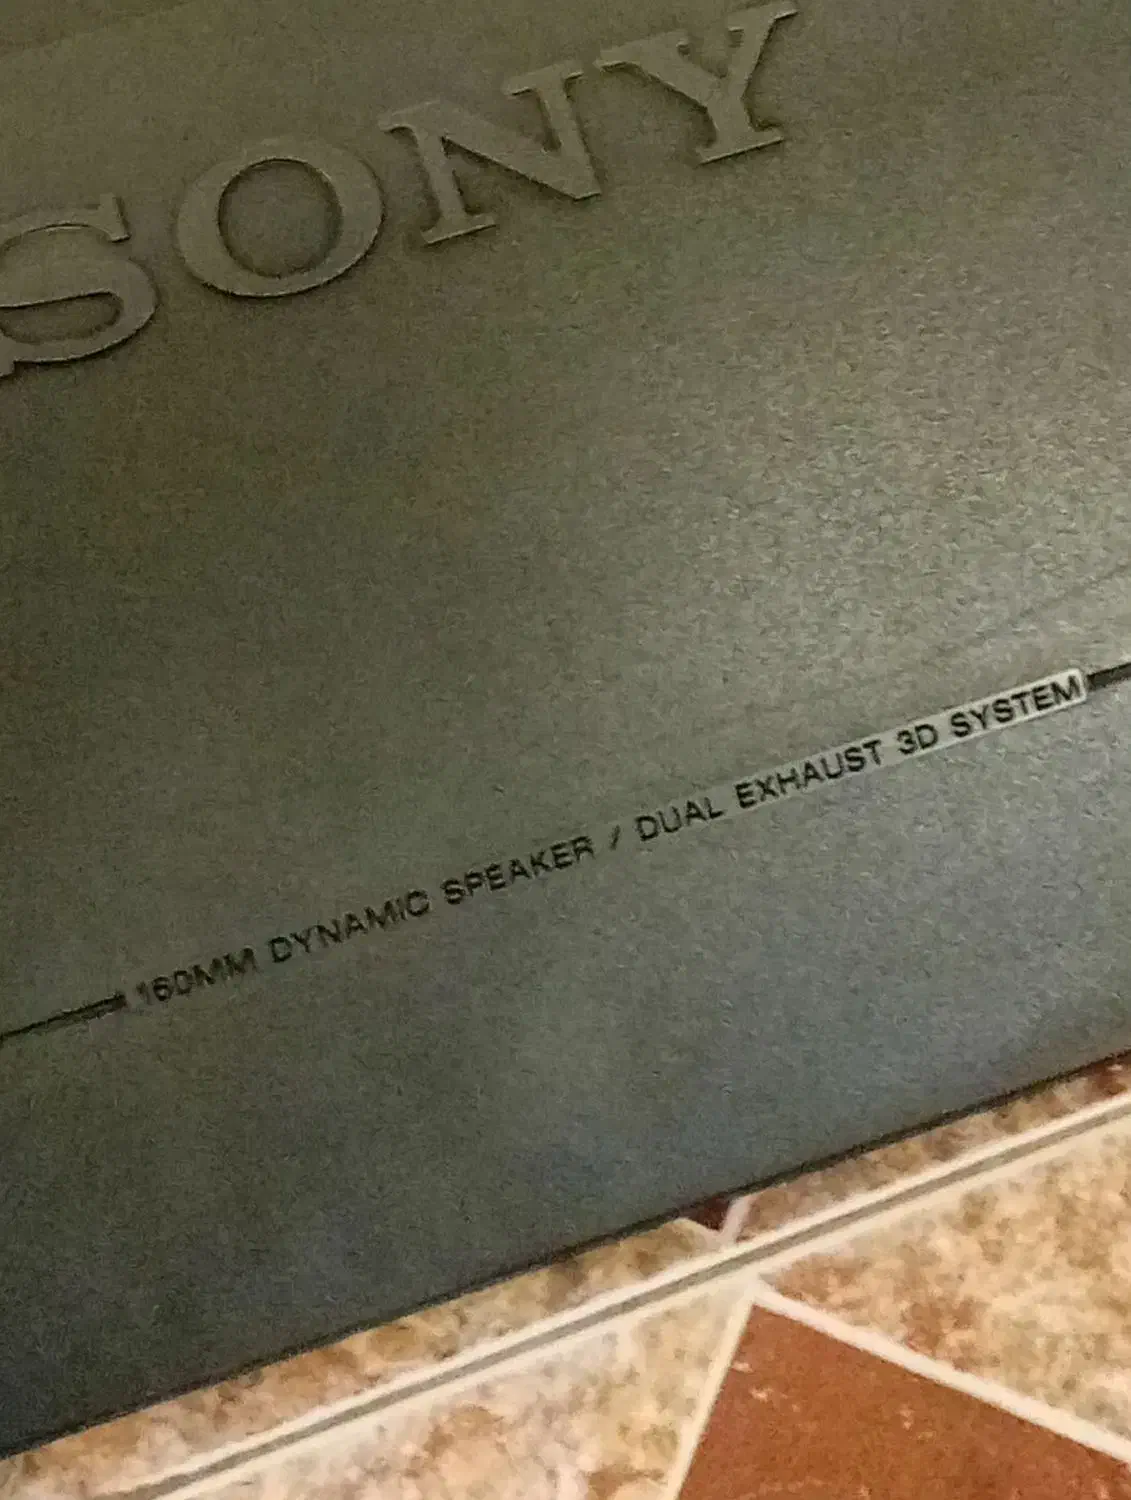 SONY
160MM DYNAMIC SPEAKER / DUAL EXHAUST 3D SYSTEM